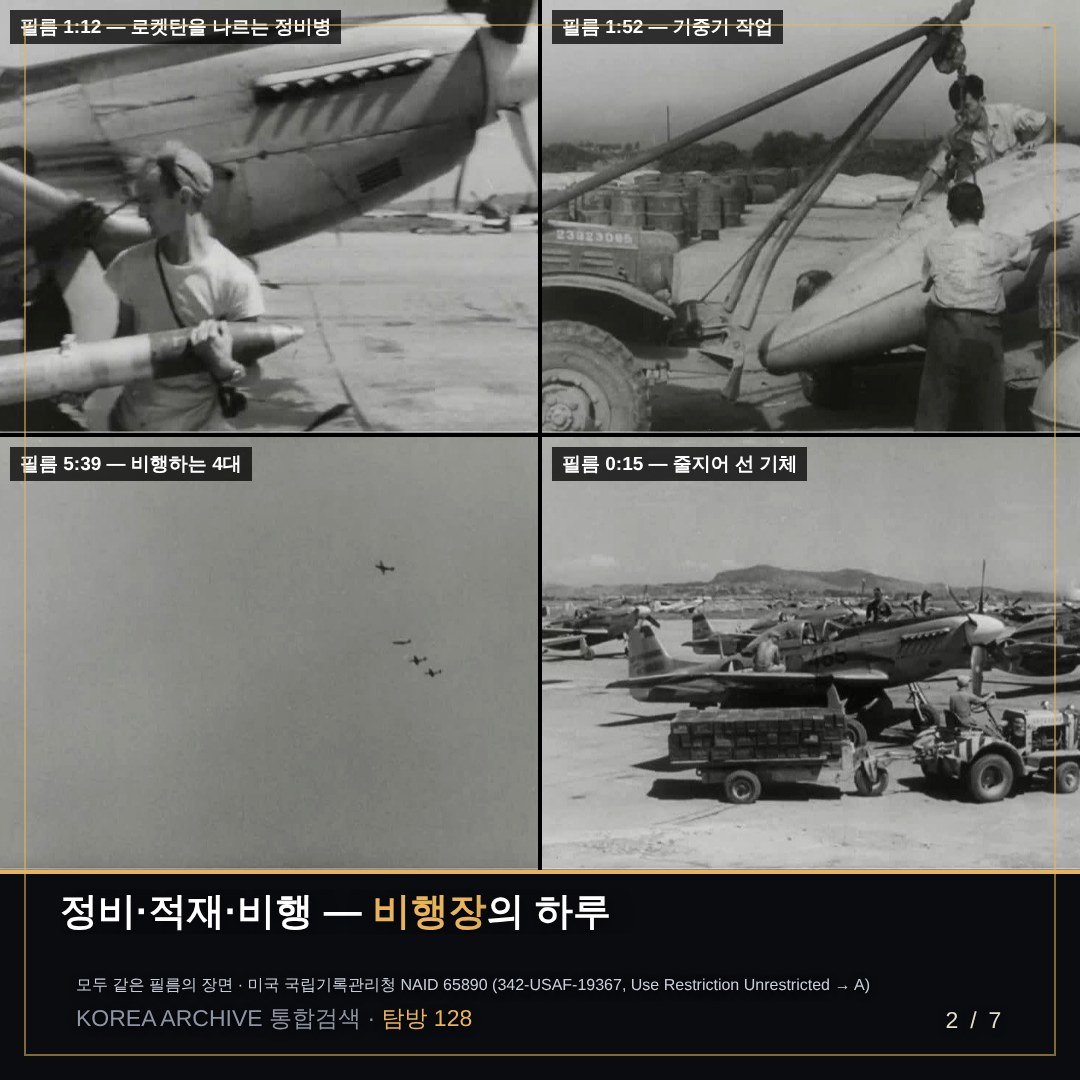 필름 1:12 — 로켓탄을 나르는 정비병
필름 1:52 — 기중기 작업
23823065
필름 5:39 — 비행하는 4대
필름 0:15 — 줄지어 선 기체
정비·적재·비행 — 비행장의 하루
모두 같은 필름의 장면 · 미국 국립기록관리청 NAID 65890 (342-USAF-19367, Use Restriction Unrestricted → A)
KOREA ARCHIVE 통합검색 · 탐방 128
2 / 7